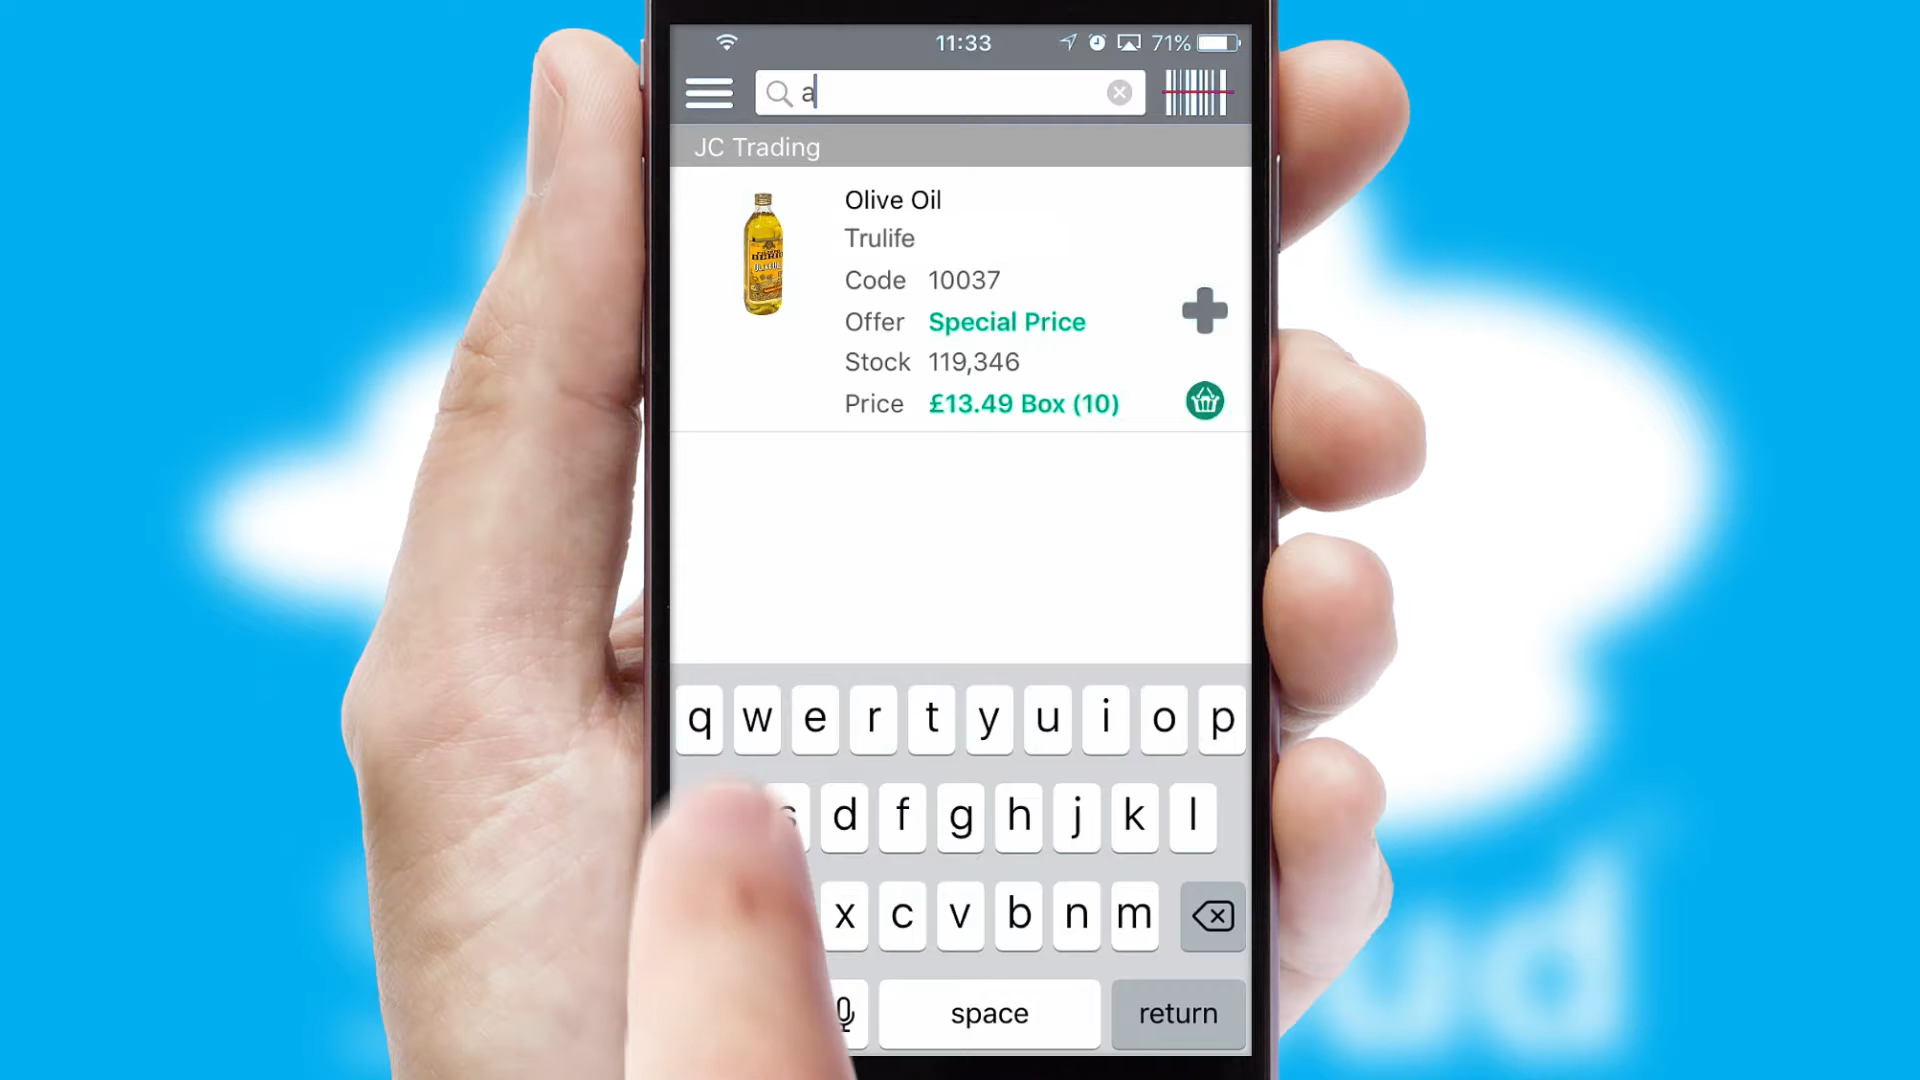 11:33 71%
a
JC Trading
Olive Oil
Trulife
Code 10037
Offer Special Price
Stock 119,346
Price £13.49 Box (10)
q w e r t y u i o p
s d f g h j k l
x c v b n m
space return
ud